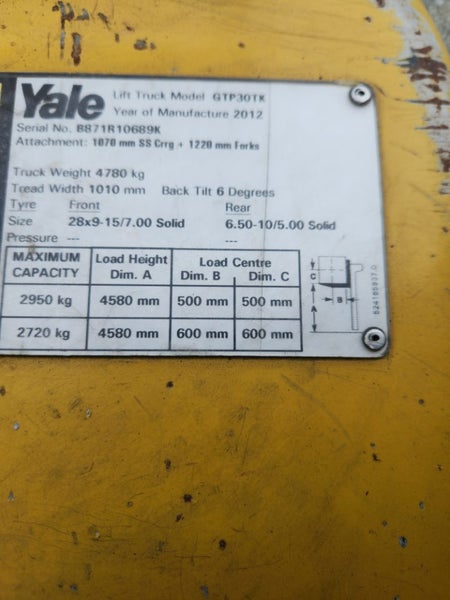 Yale
Lift Truck Model GTP30TK
Year of Manufacture 2012
Serial No. B871R10689K
Attachment: 1070 mm SS Crrg + 1220 mm Forks
Truck Weight 4780 kg
Tread Width 1010 mm Back Tilt 6 Degrees
Tyre Front Rear
Size 28x9-15/7.00 Solid 6.50-10/5.00 Solid
Pressure --- ---
MAXIMUM CAPACITY Load Height Dim. A Load Centre Dim. B Dim. C
2950 kg 4580 mm 500 mm 500 mm
2720 kg 4580 mm 600 mm 600 mm
C
B
A
524165937.0